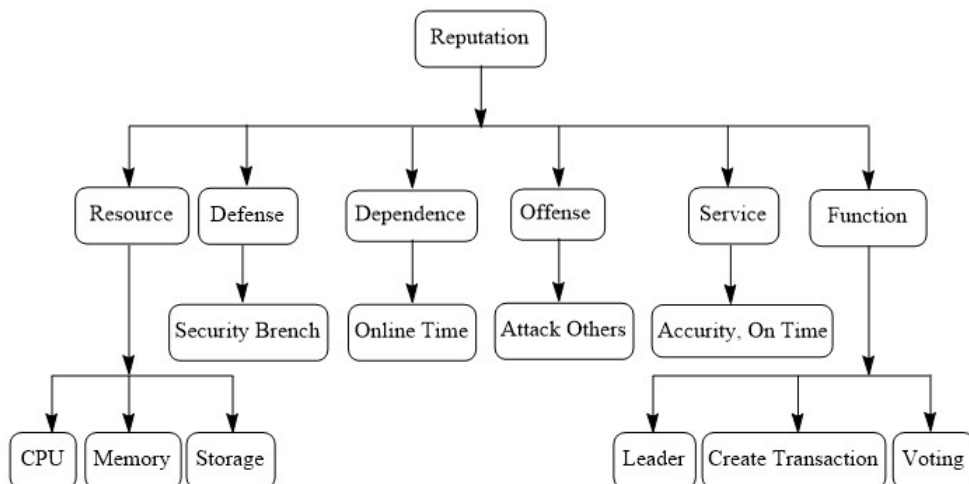 Reputation
Resource
Defense
Dependence
Offense
Service
Function
Security Brench
Online Time
Attack Others
Accurity, On Time
CPU
Memory
Storage
Leader
Create Transaction
Voting